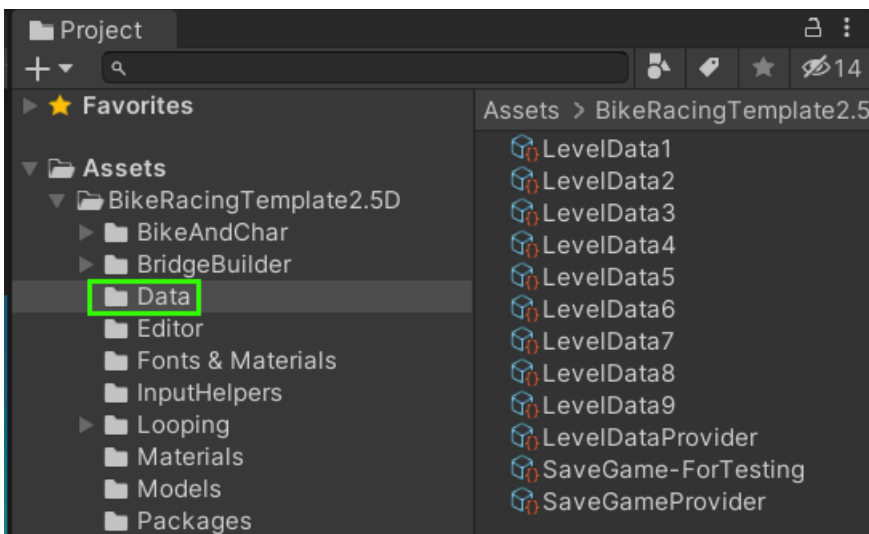 Project
14
Favorites
Assets
BikeRacingTemplate2.5D
BikeAndChar
BridgeBuilder
Data
Editor
Fonts & Materials
InputHelpers
Looping
Materials
Models
Packages
Assets > BikeRacingTemplate2.5
LevelData1
LevelData2
LevelData3
LevelData4
LevelData5
LevelData6
LevelData7
LevelData8
LevelData9
LevelDataProvider
SaveGame-ForTesting
SaveGameProvider